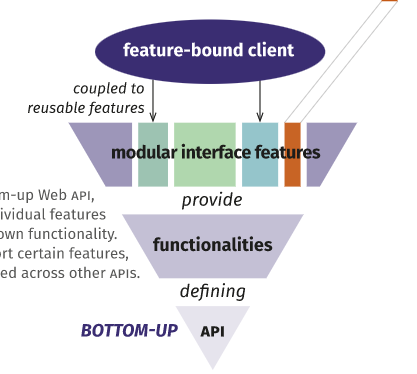 feature-bound client
coupled to
reusable features
modular interface features
provide
m-up Web API,
ividual features
own functionality.
rt certain features,
ed across other APIs.
functionalities
defining
BOTTOM-UP
API